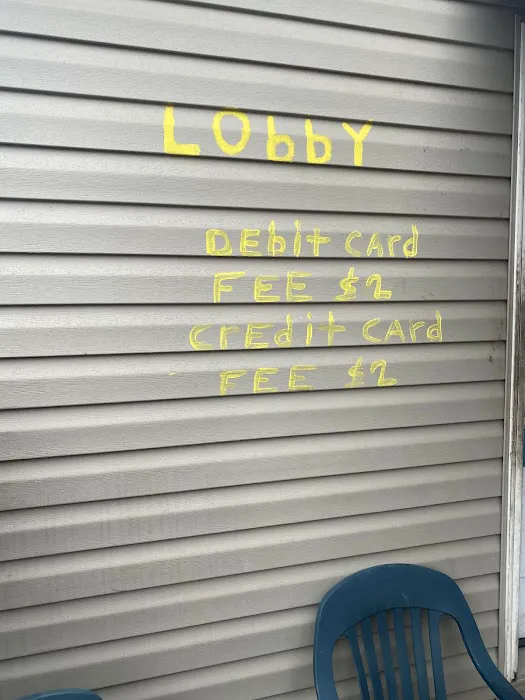 LObbY
DEbit CArd
FEE $2
CrEdit CArd
FEE $2